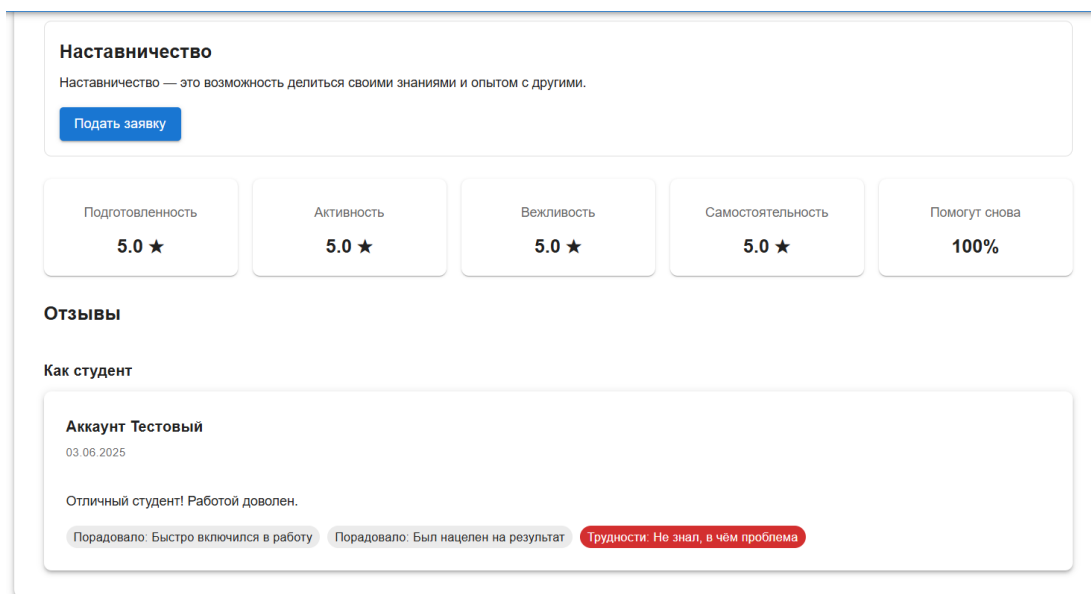 Наставничество
Наставничество — это возможность делиться своими знаниями и опытом с другими.
Подать заявку
Подготовленность
5.0 ★
Активность
5.0 ★
Вежливость
5.0 ★
Самостоятельность
5.0 ★
Помогут снова
100%
Отзывы
Как студент
Аккаунт Тестовый
03.06.2025
Отличный студент! Работой доволен.
Порадовало: Быстро включился в работу Порадовало: Был нацелен на результат Трудности: Не знал, в чём проблема